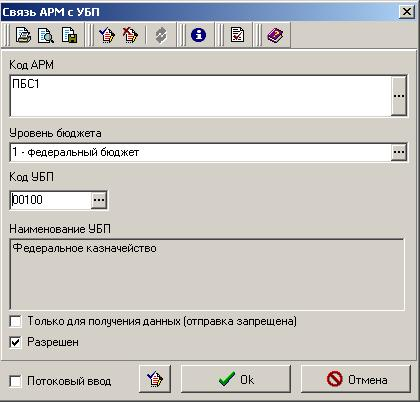 Связь АРМ с УБП
Код АРМ
ПБС1
Уровень бюджета
1 - Федеральный бюджет
Код УБП
00100
Наименование УБП
Федеральное казначейство
Только для получения данных (отправка запрещена)
Разрешен
Потоковый ввод
Ok
Отмена